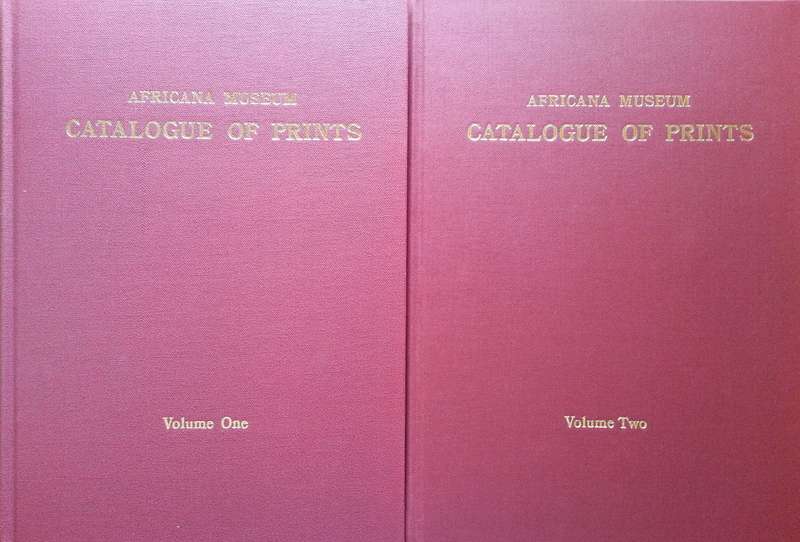 AFRICANA MUSEUM
CATALOGUE OF PRINTS
Volume One
AFRICANA MUSEUM
CATALOGUE OF PRINTS
Volume Two